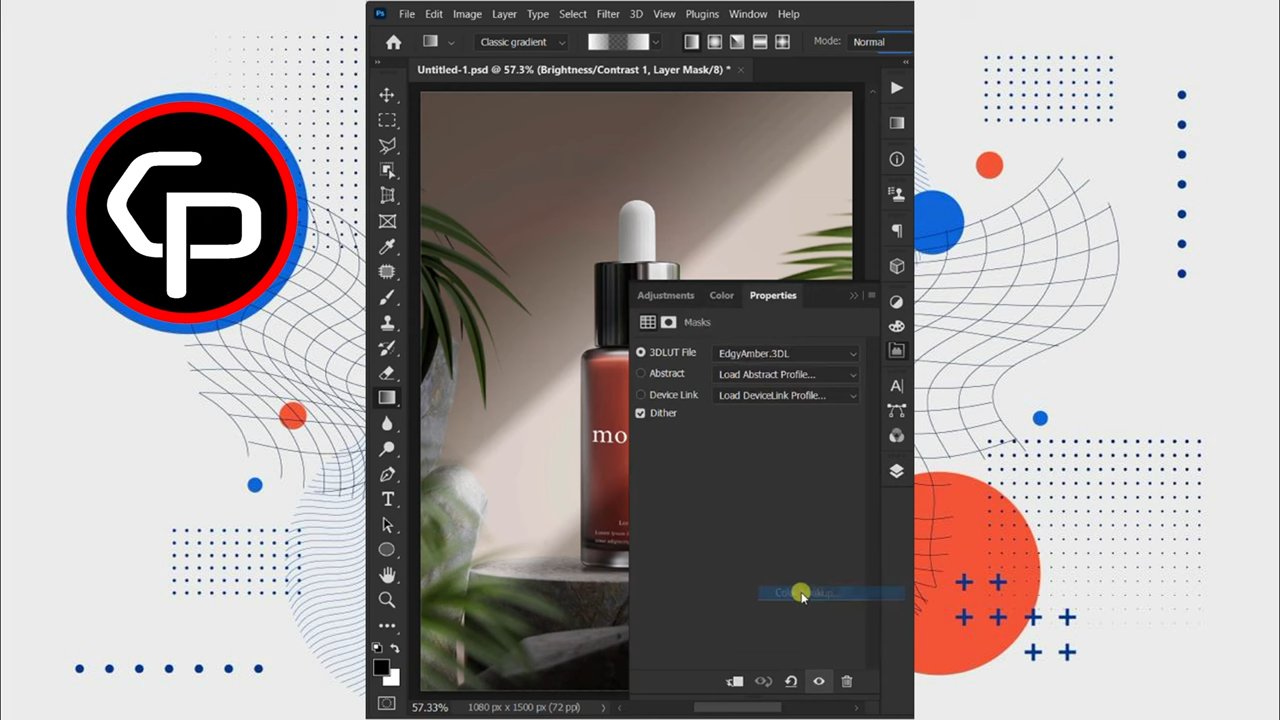 CP
Ps File Edit Image Layer Type Select Filter 3D View Plugins Window Help
Classic gradient Mode: Normal
Untitled-1.psd @ 57.3% (Brightness/Contrast 1, Layer Mask/8) *
Adjustments Color Properties
Masks
3DLUT File EdgyAmber.3DL
Abstract Load Abstract Profile...
Device Link Load DeviceLink Profile...
Dither
mo
57.33% 1080 px x 1500 px (72 ppi)